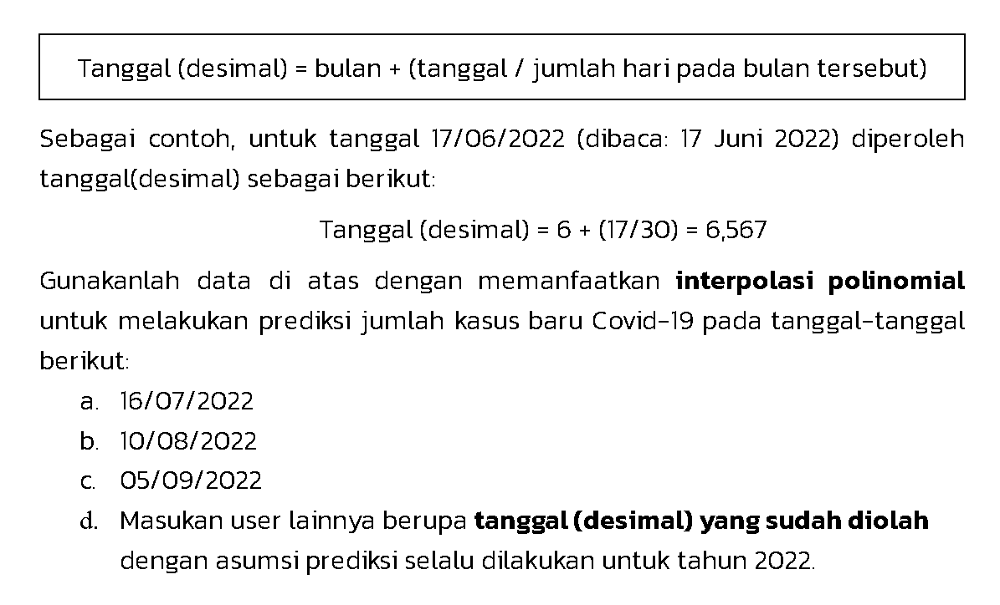 Tanggal (desimal) = bulan + (tanggal / jumlah hari pada bulan tersebut)
Sebagai contoh, untuk tanggal 17/06/2022 (dibaca: 17 Juni 2022) diperoleh
tanggal(desimal) sebagai berikut:
Tanggal (desimal) = 6 + (17/30) = 6,567
Gunakanlah data di atas dengan memanfaatkan interpolasi polinomial
untuk melakukan prediksi jumlah kasus baru Covid-19 pada tanggal-tanggal
berikut:
a. 16/07/2022
b. 10/08/2022
c. 05/09/2022
d. Masukan user lainnya berupa tanggal (desimal) yang sudah diolah
dengan asumsi prediksi selalu dilakukan untuk tahun 2022.